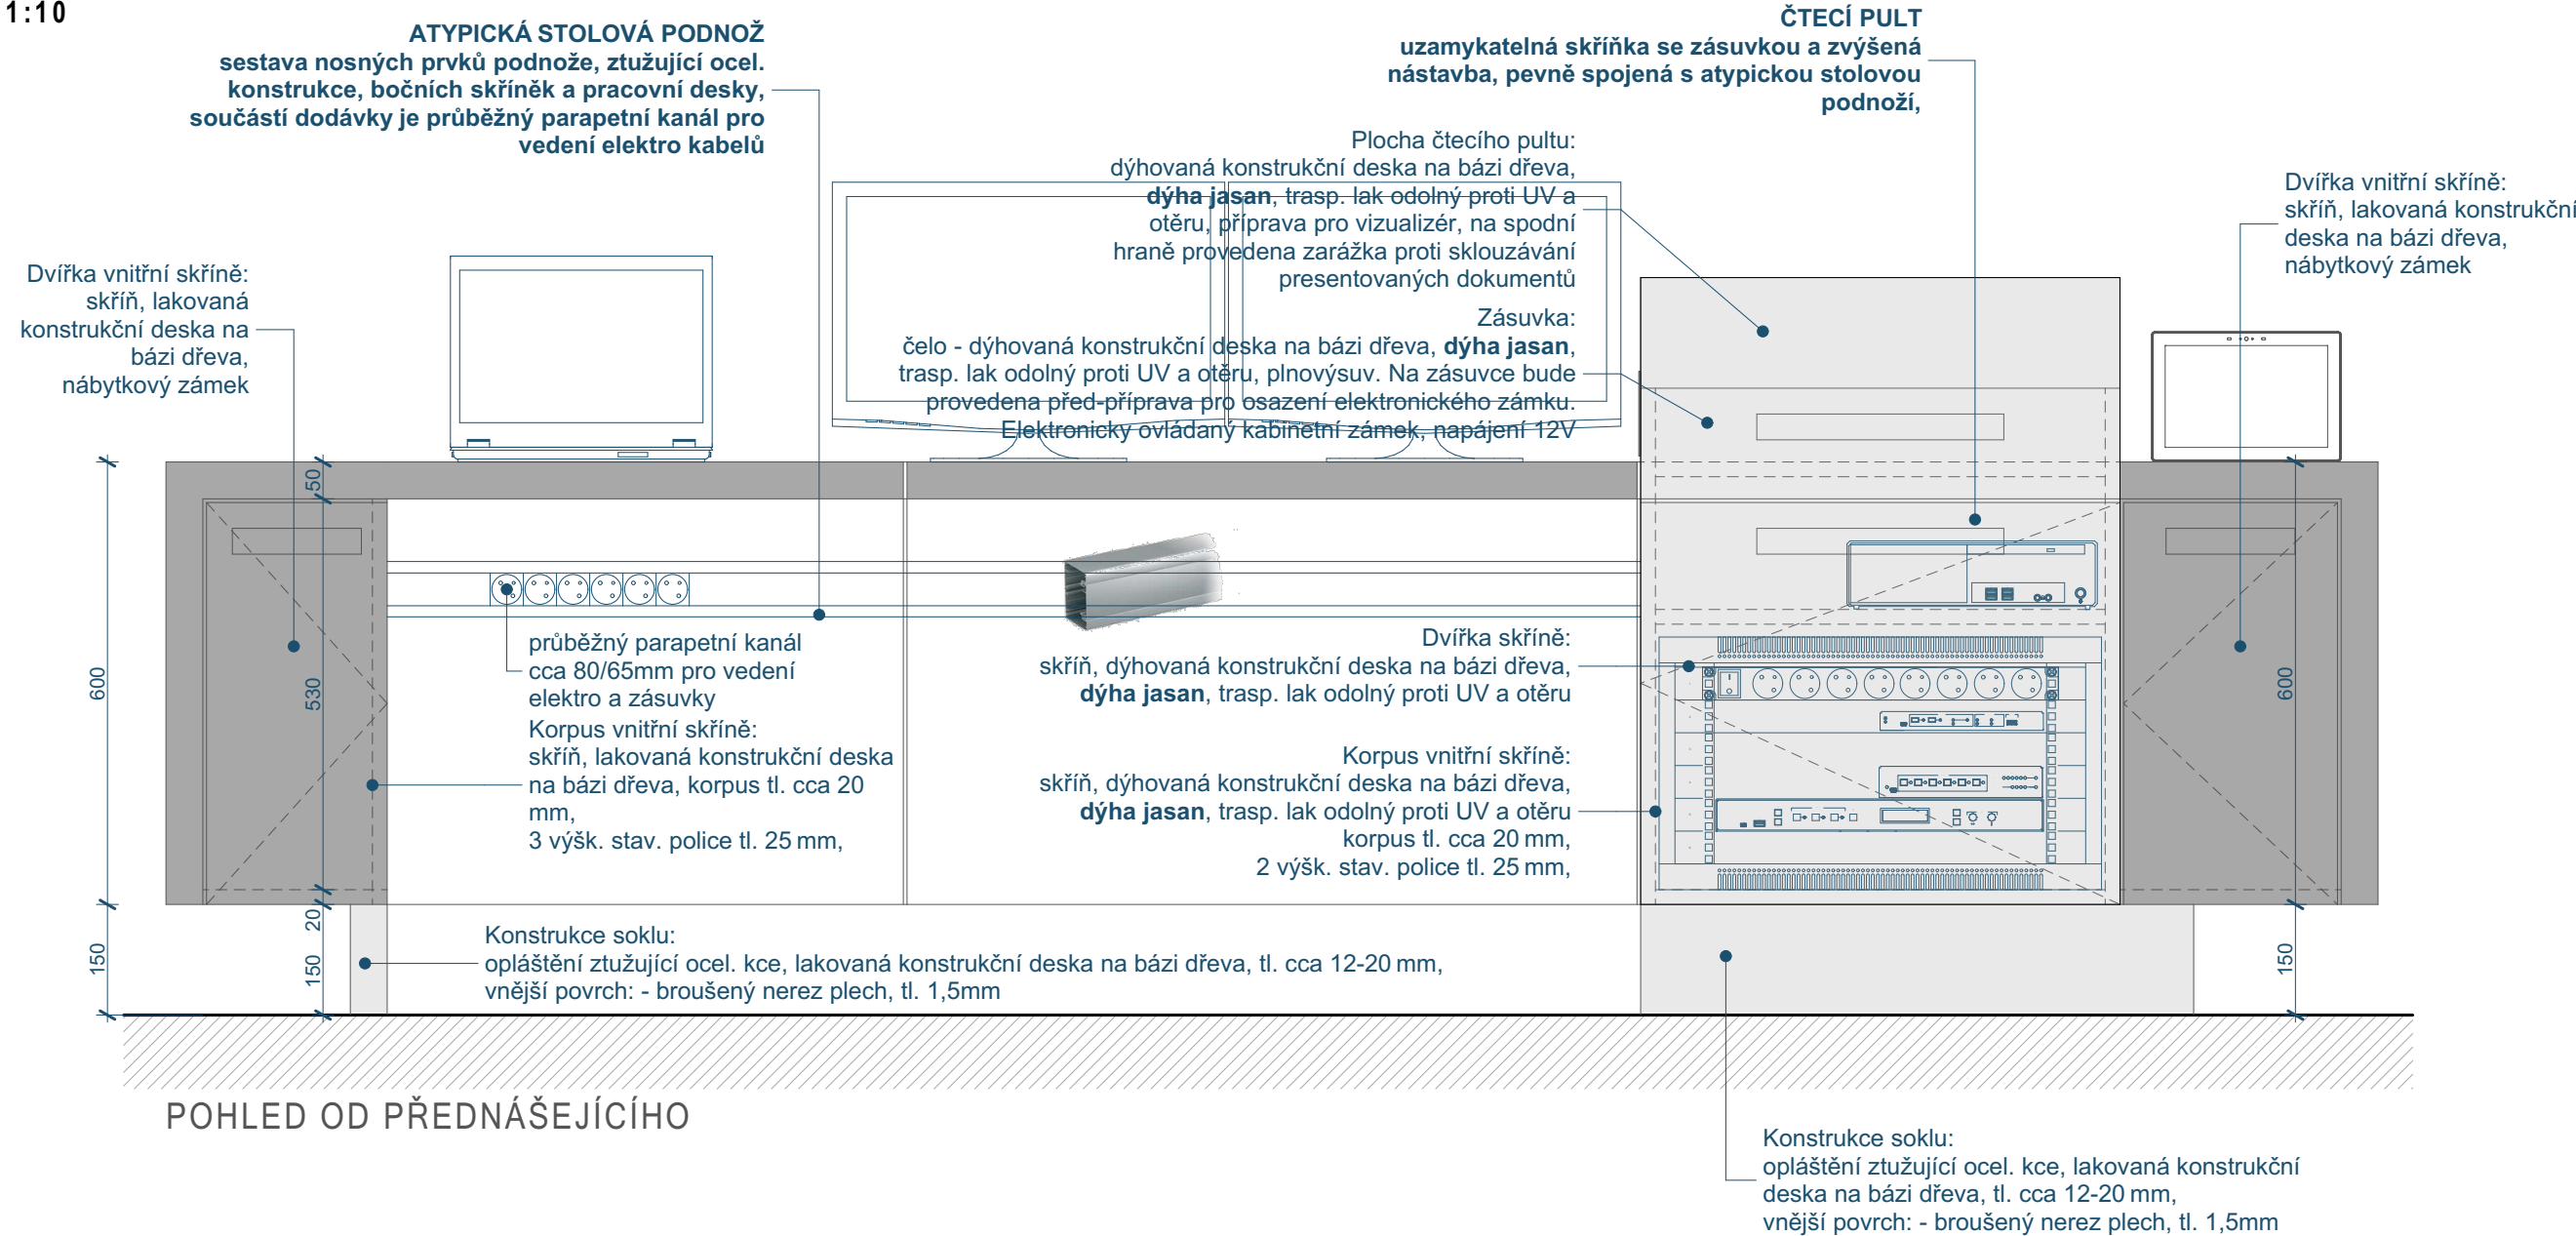 1:10
ATYPICKÁ STOLOVÁ PODNOŽ
sestava nosných prvků podnože, ztužující ocel.
konstrukce, bočních skříněk a pracovní desky,
součástí dodávky je průběžný parapetní kanál pro
vedení elektro kabelů
ČTECÍ PULT
uzamykatelná skříňka se zásuvkou a zvýšená
nástavba, pevně spojená s atypickou stolovou
podnoží,
Plocha čtecího pultu:
dýhovaná konstrukční deska na bázi dřeva,
dýha jasan, trasp. lak odolný proti UV a
otěru, příprava pro vizualizér, na spodní
hraně provedena zarážka proti sklouzávání
presentovaných dokumentů
Dvířka vnitřní skříně:
skříň, lakovaná konstrukční
deska na bázi dřeva,
nábytkový zámek
Dvířka vnitřní skříně:
skříň, lakovaná
konstrukční deska na
bázi dřeva,
nábytkový zámek
Zásuvka:
čelo - dýhovaná konstrukční deska na bázi dřeva, dýha jasan,
trasp. lak odolný proti UV a otěru, plnovýsuv. Na zásuvce bude
provedena před-příprava pro osazení elektronického zámku.
Elektronicky ovládaný kabinetní zámek, napájení 12V
50
600
530
600
průběžný parapetní kanál
cca 80/65mm pro vedení
elektro a zásuvky
Korpus vnitřní skříně:
skříň, lakovaná konstrukční deska
na bázi dřeva, korpus tl. cca 20
mm,
3 výšk. stav. police tl. 25 mm,
Dvířka skříně:
skříň, dýhovaná konstrukční deska na bázi dřeva,
dýha jasan, trasp. lak odolný proti UV a otěru
Korpus vnitřní skříně:
skříň, dýhovaná konstrukční deska na bázi dřeva,
dýha jasan, trasp. lak odolný proti UV a otěru
korpus tl. cca 20 mm,
2 výšk. stav. police tl. 25 mm,
20
150
150
150
Konstrukce soklu:
opláštění ztužující ocel. kce, lakovaná konstrukční deska na bázi dřeva, tl. cca 12-20 mm,
vnější povrch: - broušený nerez plech, tl. 1,5mm
POHLED OD PŘEDNÁŠEJÍCÍHO
Konstrukce soklu:
opláštění ztužující ocel. kce, lakovaná konstrukční
deska na bázi dřeva, tl. cca 12-20 mm,
vnější povrch: - broušený nerez plech, tl. 1,5mm